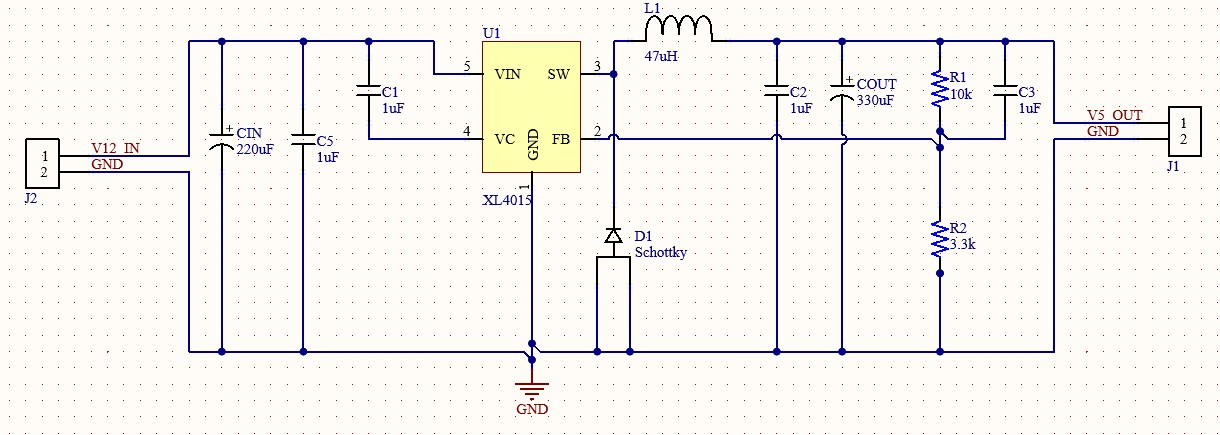 L1
47uH
U1
5 VIN SW 3
4 VC FB 2
GND
1
XL4015
C1
1uF
+
CIN
220uF
C5
1uF
1
2
V12_IN
GND
J2
D1
Schottky
C2
1uF
+
COUT
330uF
R1
10k
C3
1uF
R2
3.3k
V5_OUT
GND
1
2
J1
GND